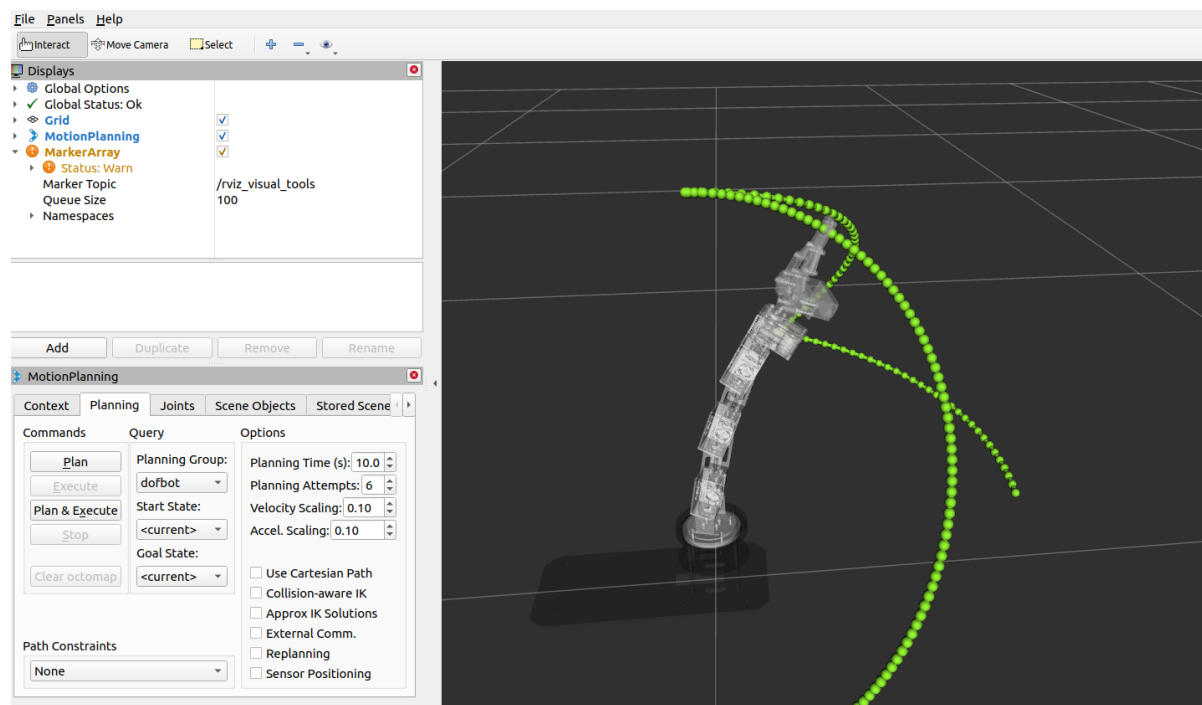 File Panels Help
Interact Move Camera Select
Displays
Global Options
Global Status: Ok
Grid
MotionPlanning
MarkerArray
Status: Warn
Marker Topic /rviz_visual_tools
Queue Size 100
Namespaces
Add Duplicate Remove Rename
MotionPlanning
Context Planning Joints Scene Objects Stored Scene
Commands Query Options
Plan Planning Group: Planning Time (s): 10.0
Execute dofbot Planning Attempts: 6
Plan & Execute Start State: Velocity Scaling: 0.10
Stop <current> Accel. Scaling: 0.10
Goal State:
Clear octomap <current> Use Cartesian Path
Collision-aware IK
Approx IK Solutions
External Comm.
Path Constraints Replanning
None Sensor Positioning